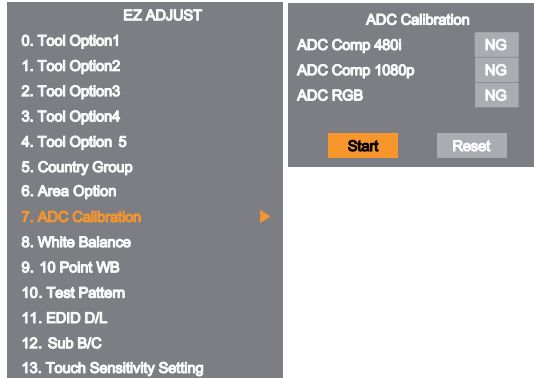 EZ ADJUST
0. Tool Option1
1. Tool Option2
2. Tool Option3
3. Tool Option4
4. Tool Option 5
5. Country Group
6. Area Option
7. ADC Calibration
8. White Balance
9. 10 Point WB
10. Test Pattern
11. EDID D/L
12. Sub B/C
13. Touch Sensitivity Setting
ADC Calibration
ADC Comp 480i NG
ADC Comp 1080p NG
ADC RGB NG
Start Reset